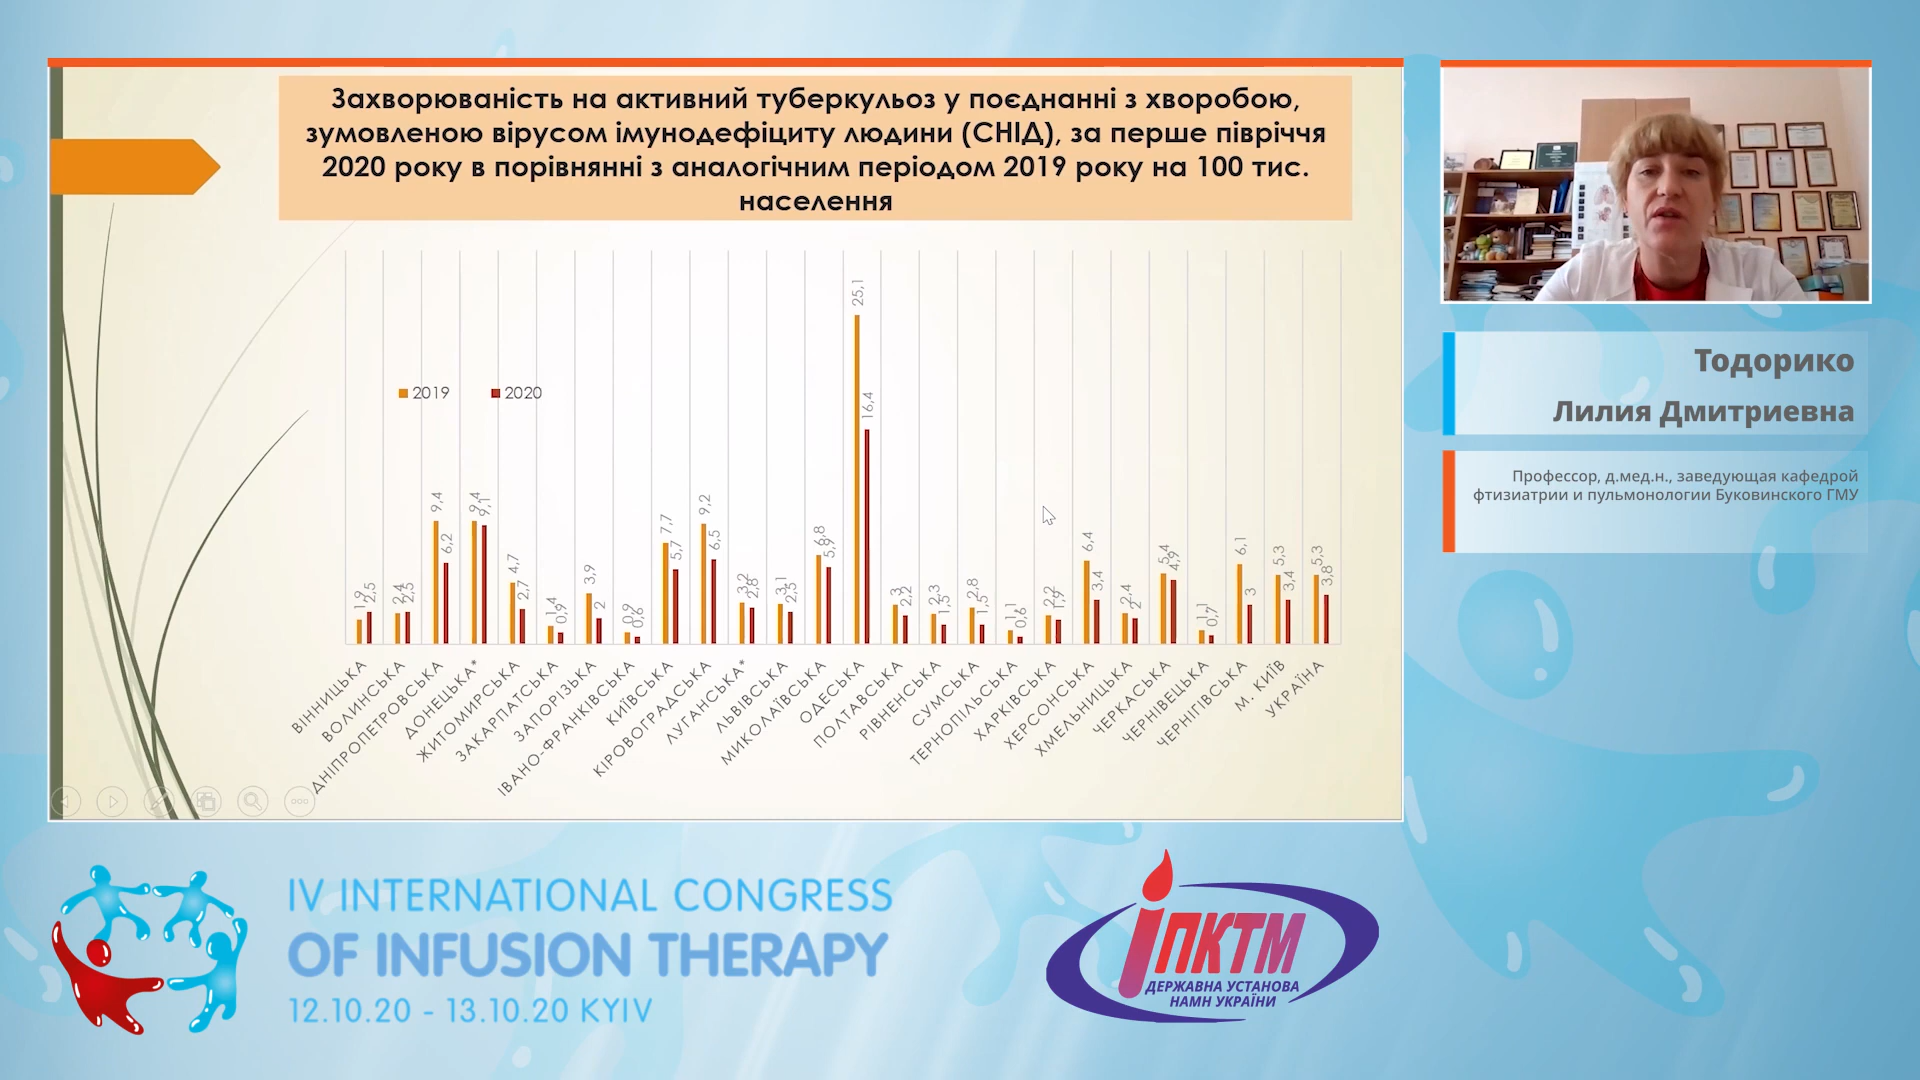 Захворюваність на активний туберкульоз у поєднанні з хворобою,
зумовленою вірусом імунодефіциту людини (СНІД), за перше півріччя
2020 року в порівнянні з аналогічним періодом 2019 року на 100 тис.
населення
2019 2020
1,9 2,5
2,4 2,5
9,4 6,2
9,4 9,1
4,7 2,7
1,4 0,9
3,9 2
0,9 0,6
7,7 5,7
9,2 6,5
3,2 2,8
3,1 2,5
6,8 5,9
25,1 16,4
3 2,2
2,3 1,5
2,8 1,5
1,1 0,6
2,2 1,9
6,4 3,4
2,4 2
5,4 4,9
1,1 0,7
6,1 3
5,3 3,4
5,3 3,8
ВІННИЦЬКА
ВОЛИНСЬКА
ДНІПРОПЕТРОВСЬКА
ДОНЕЦЬКА*
ЖИТОМИРСЬКА
ЗАКАРПАТСЬКА
ЗАПОРІЗЬКА
ІВАНО-ФРАНКІВСЬКА
КИЇВСЬКА
КІРОВОГРАДСЬКА
ЛУГАНСЬКА*
ЛЬВІВСЬКА
МИКОЛАЇВСЬКА
ОДЕСЬКА
ПОЛТАВСЬКА
РІВНЕНСЬКА
СУМСЬКА
ТЕРНОПІЛЬСЬКА
ХАРКІВСЬКА
ХЕРСОНСЬКА
ХМЕЛЬНИЦЬКА
ЧЕРКАСЬКА
ЧЕРНІВЕЦЬКА
ЧЕРНІГІВСЬКА
М. КИЇВ
УКРАЇНА
Тодорико
Лилия Дмитриевна
Профессор, д.мед.н., заведующая кафедрой
фтизиатрии и пульмонологии Буковинского ГМУ
IV INTERNATIONAL CONGRESS
OF INFUSION THERAPY
12.10.20 - 13.10.20 KYIV
ІПКТМ
ДЕРЖАВНА УСТАНОВА
НАМН УКРАЇНИ